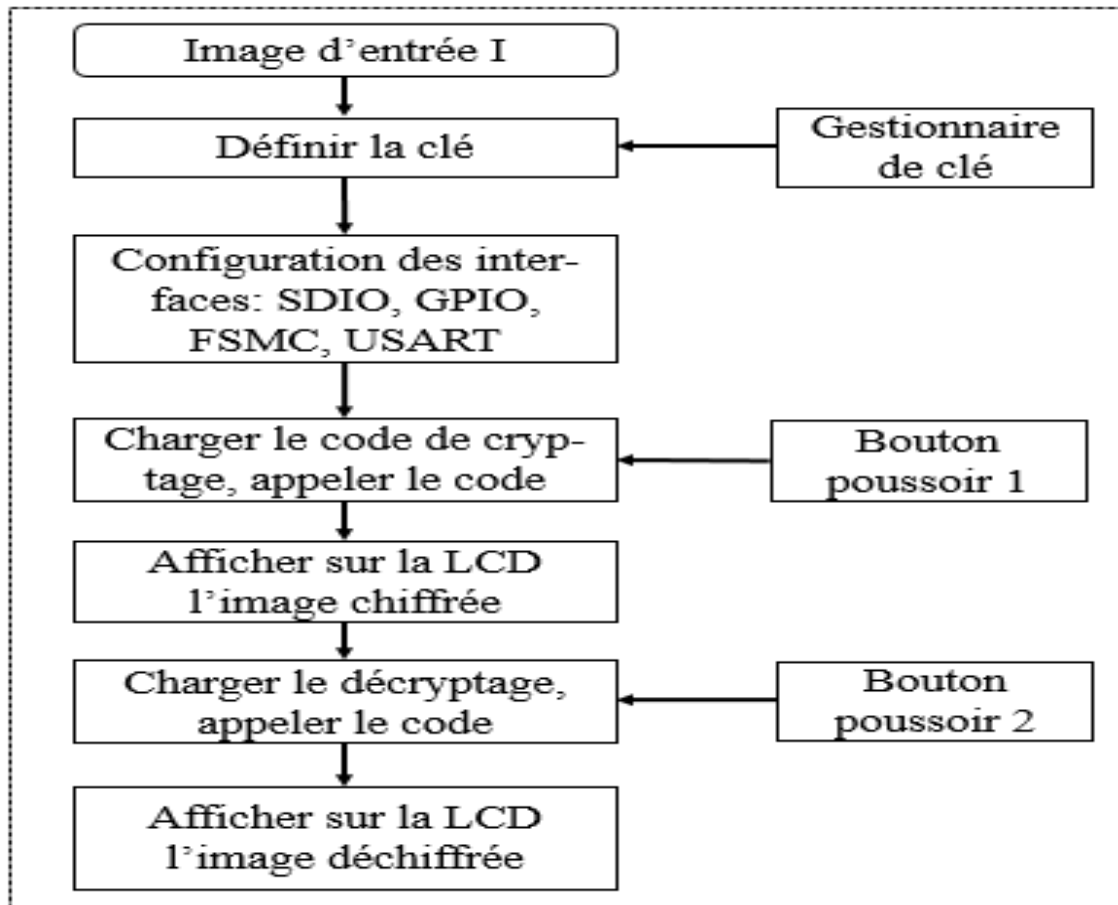 Image d’entrée I
Définir la clé
Gestionnaire
de clé
Configuration des inter-
faces: SDIO, GPIO,
FSMC, USART
Charger le code de cryp-
tage, appeler le code
Bouton
poussoir 1
Afficher sur la LCD
l’image chiffrée
Charger le décryptage,
appeler le code
Bouton
poussoir 2
Afficher sur la LCD
l’image déchiffrée